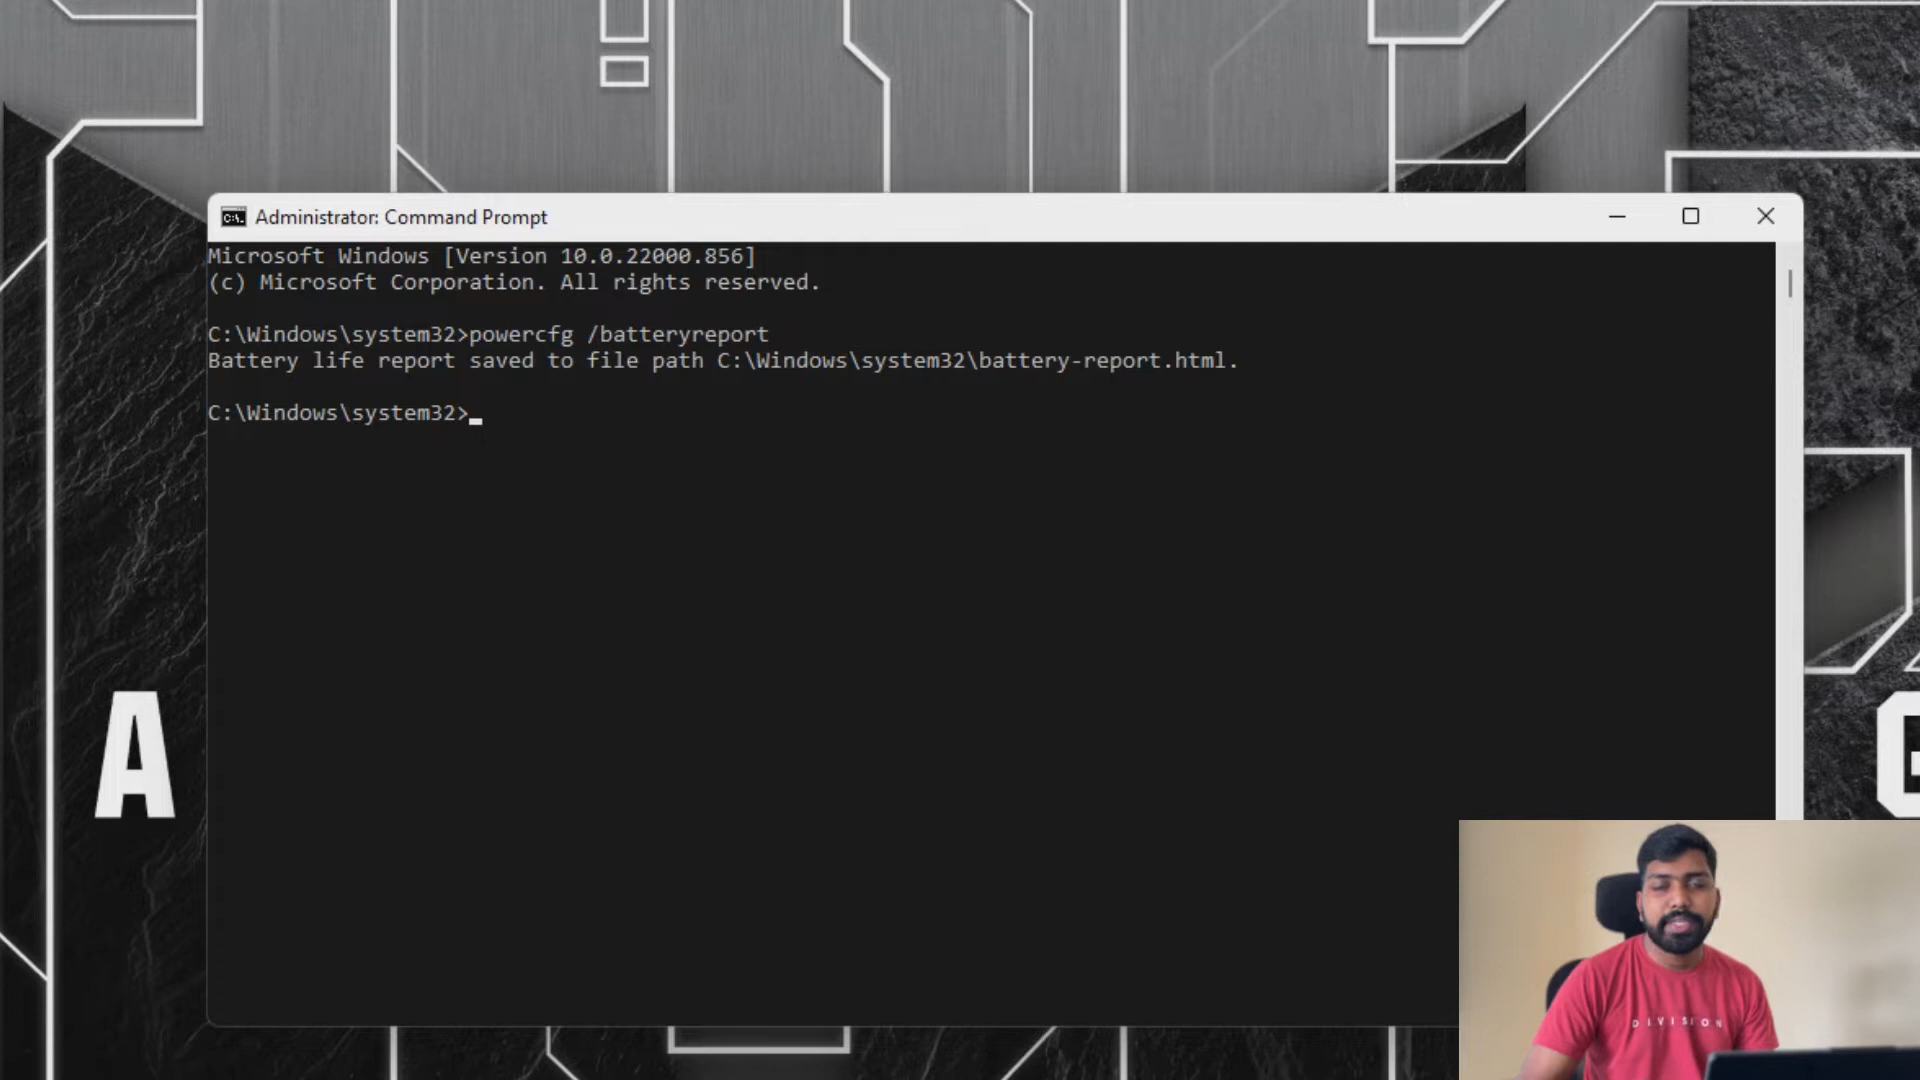 Administrator: Command Prompt
Microsoft Windows [Version 10.0.22000.856]
(c) Microsoft Corporation. All rights reserved.
C:\Windows\system32>powercfg /batteryreport
Battery life report saved to file path C:\Windows\system32\battery-report.html.
C:\Windows\system32>
A
G
DIVISION